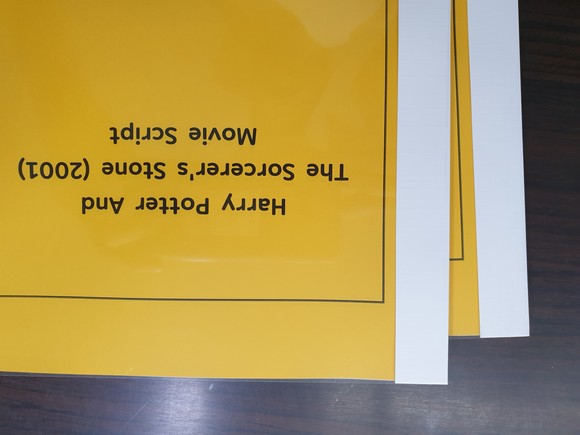 Harry Potter And
The Sorcerer's Stone (2001)
Movie Script